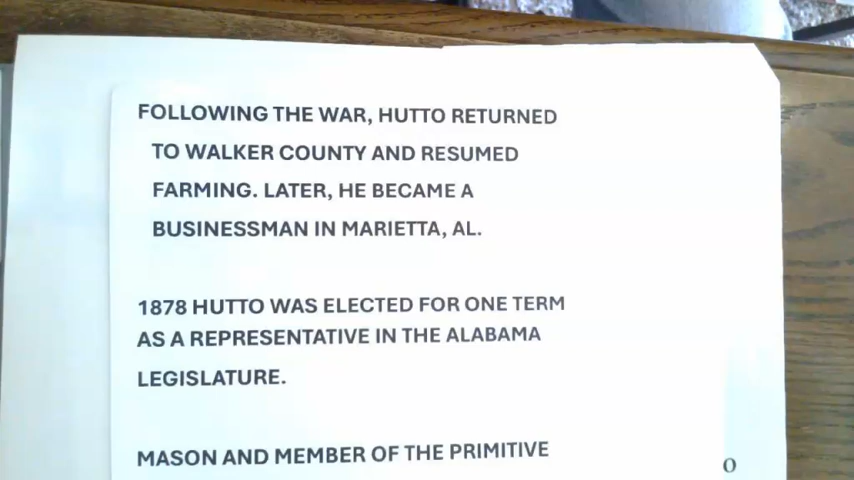 FOLLOWING THE WAR, HUTTO RETURNED
TO WALKER COUNTY AND RESUMED
FARMING. LATER, HE BECAME A
BUSINESSMAN IN MARIETTA, AL.
1878 HUTTO WAS ELECTED FOR ONE TERM
AS A REPRESENTATIVE IN THE ALABAMA
LEGISLATURE.
MASON AND MEMBER OF THE PRIMITIVE
o